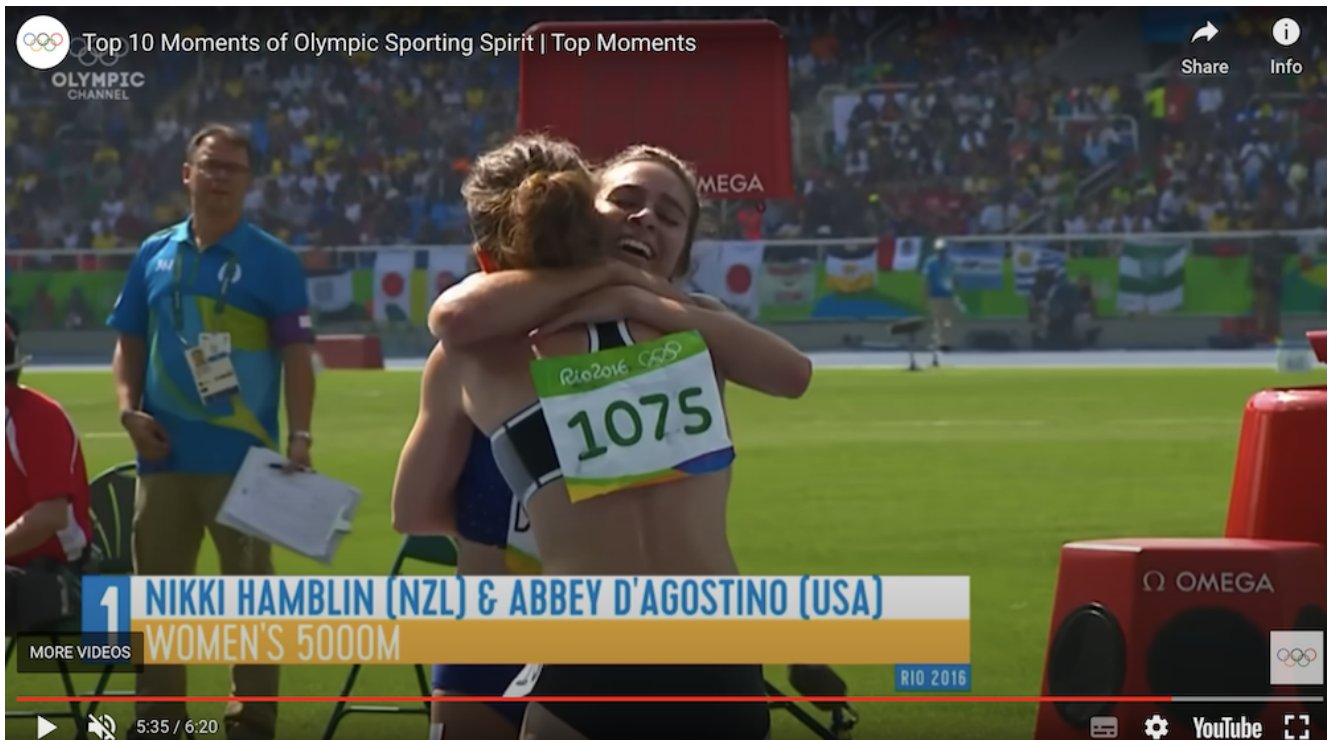 Top 10 Moments of Olympic Sporting Spirit | Top Moments
Share
Info
OLYMPIC
CHANNEL
OMEGA
Rio2016
1075
Ω OMEGA
1
NIKKI HAMBLIN (NZL) & ABBEY D'AGOSTINO (USA)
WOMEN'S 5000M
MORE VIDEOS
RIO 2016
5:35 / 6:20
YouTube